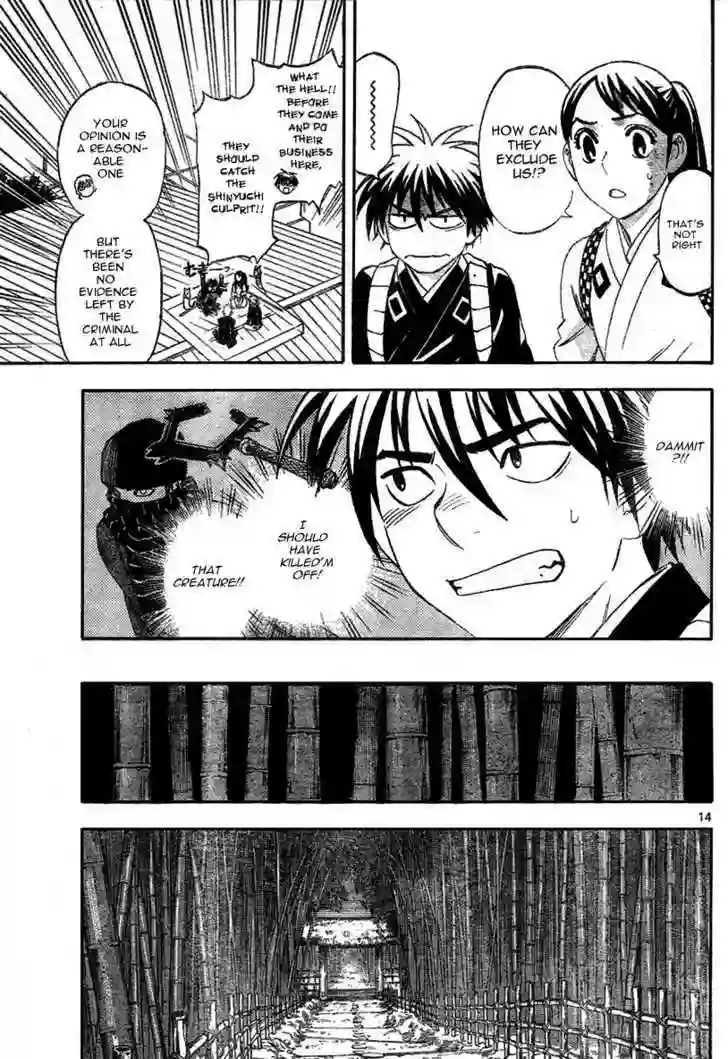 HOW CAN
THEY
EXCLUDE
US!?
THAT'S
NOT
RIGHT
WHAT
THE HELL!!
BEFORE
THEY COME
AND DO
THEIR
BUSINESS
HERE,
THEY
SHOULD
CATCH
THE
SHINYUCHI
CULPRIT!!
YOUR
OPINION IS
A REASON-
ABLE
ONE
BUT
THERE'S
BEEN
NO
EVIDENCE
LEFT BY
THE
CRIMINAL
AT ALL
DAMMIT
?!!
I
SHOULD
HAVE
KILLED'M
OFF!
THAT
CREATURE!!
14